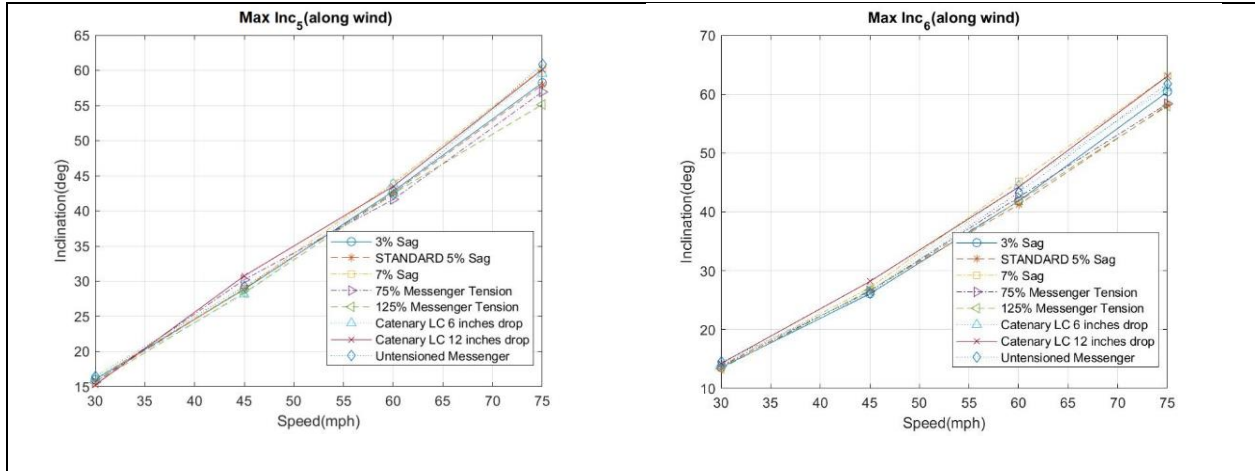 Max Inc5(along wind)
65
60
55
50
45
40
35
30
25
20
15
Inclination(deg)
30 35 40 45 50 55 60 65 70 75
Speed(mph)
3% Sag
STANDARD 5% Sag
7% Sag
75% Messenger Tension
125% Messenger Tension
Catenary LC 6 inches drop
Catenary LC 12 inches drop
Untensioned Messenger
Max Inc6(along wind)
70
60
50
40
30
20
10
Inclination(deg)
30 35 40 45 50 55 60 65 70 75
Speed(mph)
3% Sag
STANDARD 5% Sag
7% Sag
75% Messenger Tension
125% Messenger Tension
Catenary LC 6 inches drop
Catenary LC 12 inches drop
Untensioned Messenger